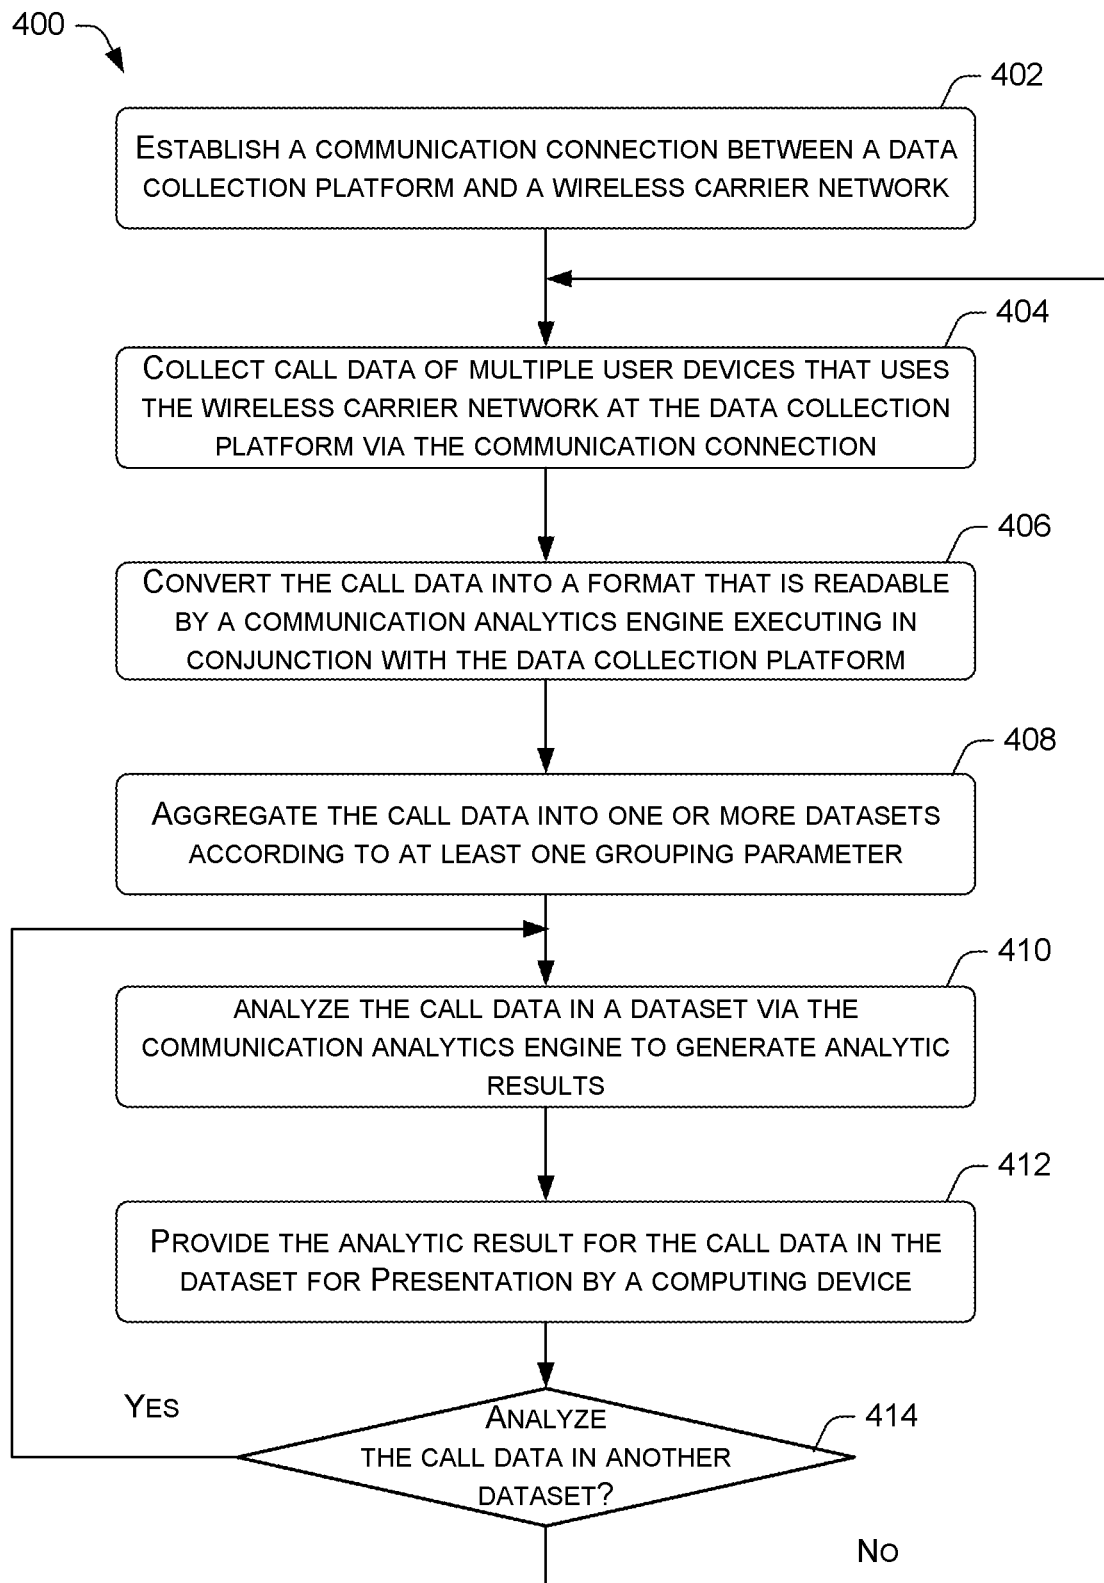 400
402
ESTABLISH A COMMUNICATION CONNECTION BETWEEN A DATA
COLLECTION PLATFORM AND A WIRELESS CARRIER NETWORK
404
COLLECT CALL DATA OF MULTIPLE USER DEVICES THAT USES
THE WIRELESS CARRIER NETWORK AT THE DATA COLLECTION
PLATFORM VIA THE COMMUNICATION CONNECTION
406
CONVERT THE CALL DATA INTO A FORMAT THAT IS READABLE
BY A COMMUNICATION ANALYTICS ENGINE EXECUTING IN
CONJUNCTION WITH THE DATA COLLECTION PLATFORM
408
AGGREGATE THE CALL DATA INTO ONE OR MORE DATASETS
ACCORDING TO AT LEAST ONE GROUPING PARAMETER
410
ANALYZE THE CALL DATA IN A DATASET VIA THE
COMMUNICATION ANALYTICS ENGINE TO GENERATE ANALYTIC
RESULTS
412
PROVIDE THE ANALYTIC RESULT FOR THE CALL DATA IN THE
DATASET FOR PRESENTATION BY A COMPUTING DEVICE
YES
414
ANALYZE
THE CALL DATA IN ANOTHER
DATASET?
NO